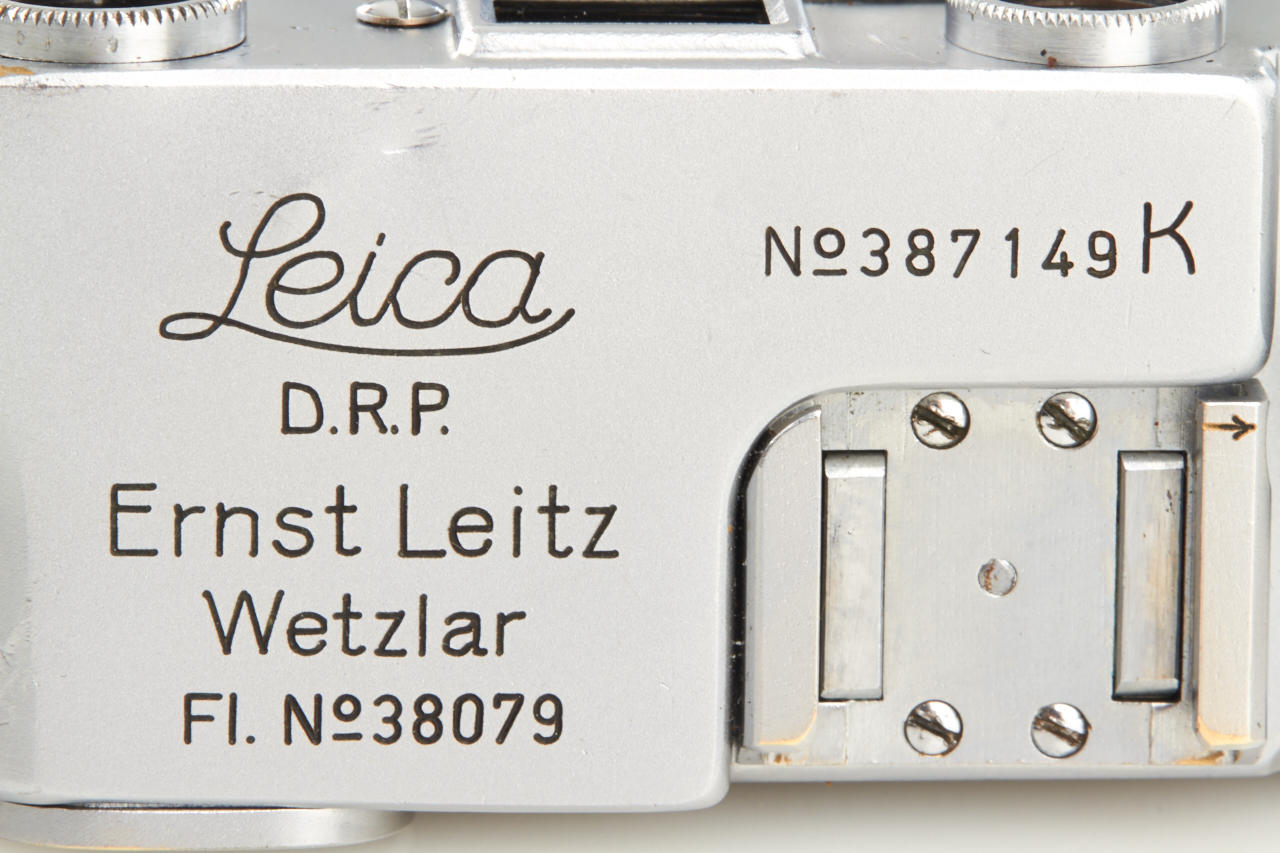 Leica
Nº387149K
D.R.P.
Ernst Leitz
Wetzlar
Fl. Nº38079